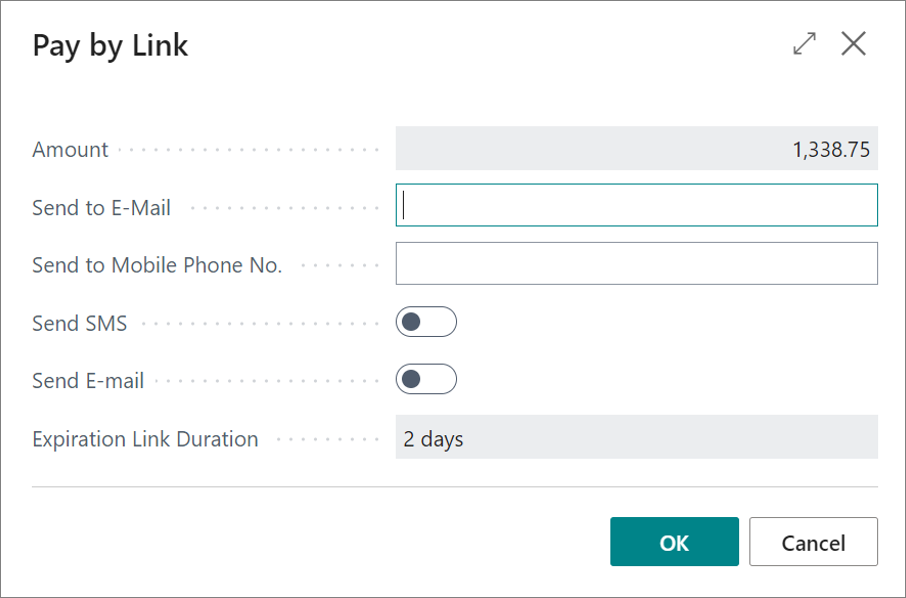 Pay by Link
Amount 1,338.75
Send to E-Mail
Send to Mobile Phone No.
Send SMS
Send E-mail
Expiration Link Duration 2 days
OK Cancel